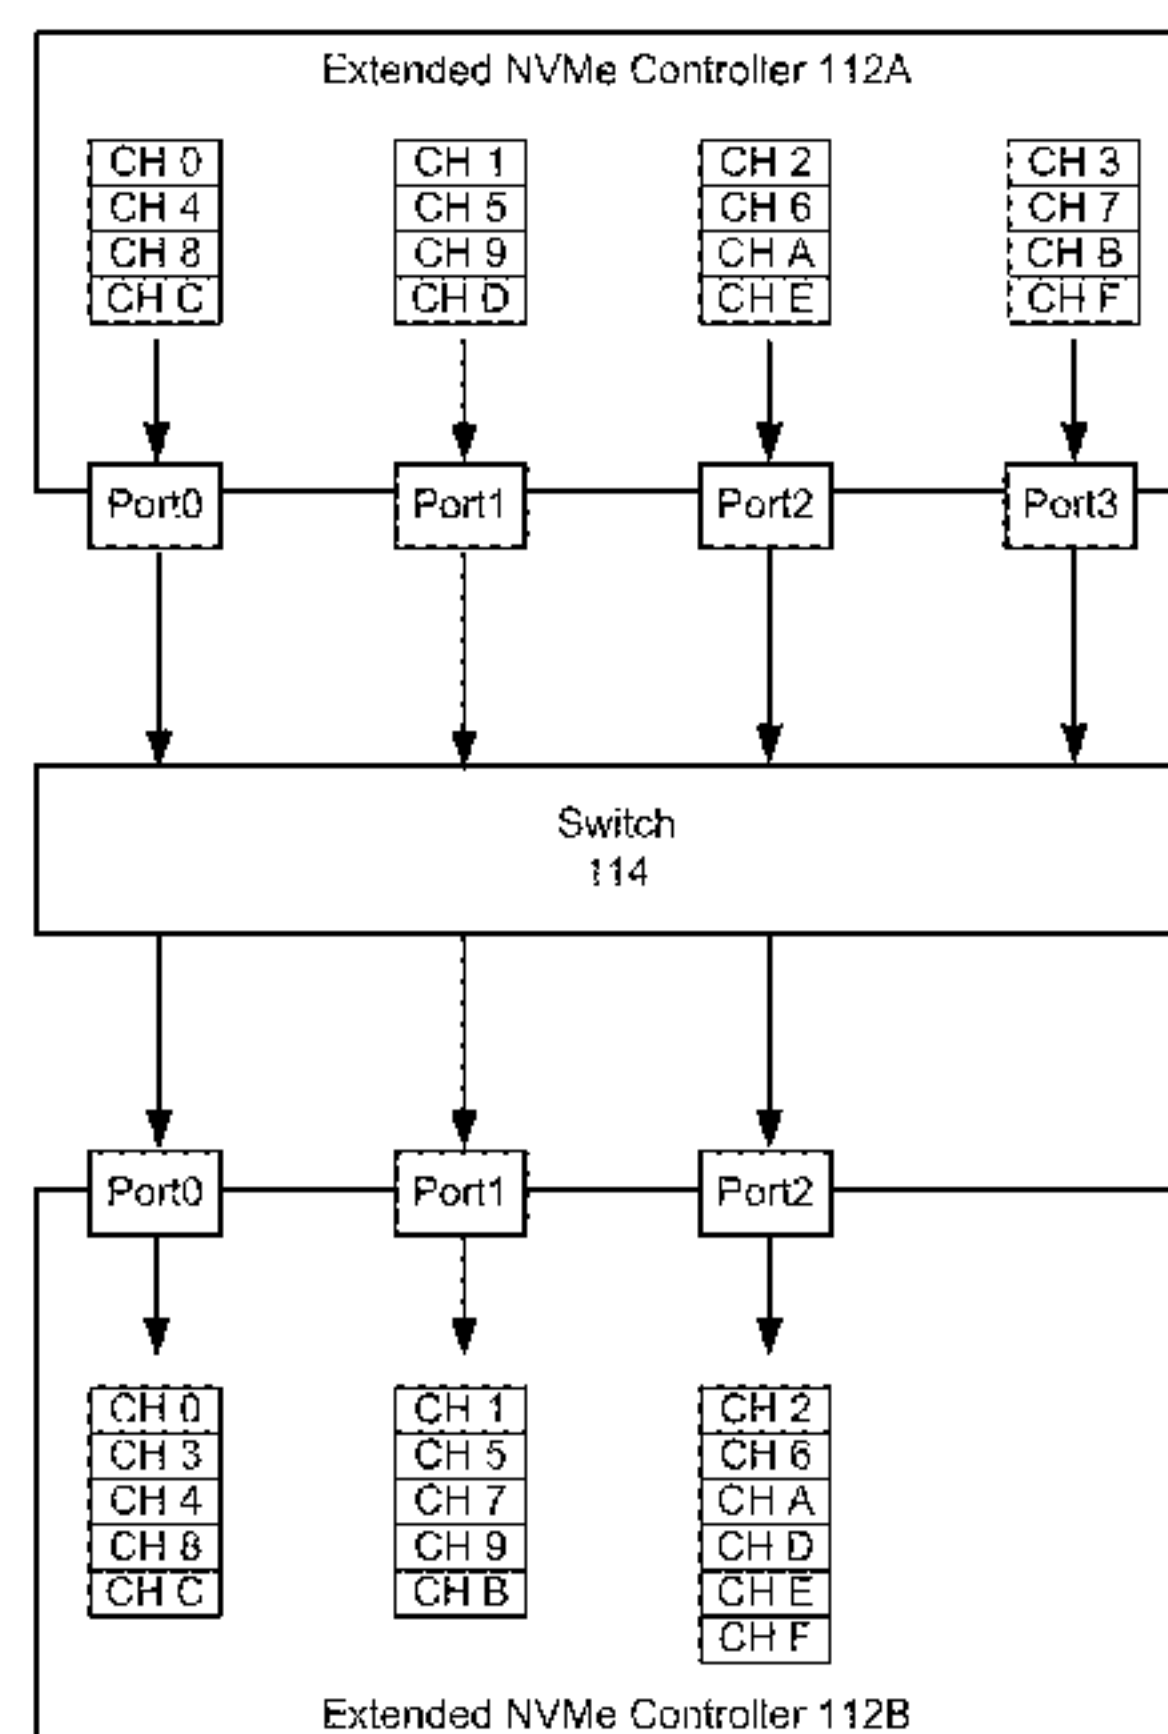 Extended NVMe Controller 112A
CH 0 CH 1 CH 2 CH 3
CH 4 CH 5 CH 6 CH 7
CH 8 CH 9 CH A CH B
CH C CH D CH E CH F
Port0 Port1 Port2 Port3
Switch
114
Port0 Port1 Port2
CH 0 CH 1 CH 2
CH 3 CH 5 CH 6
CH 4 CH 7 CH A
CH 8 CH 9 CH D
CH C CH B CH E
CH F
Extended NVMe Controller 112B